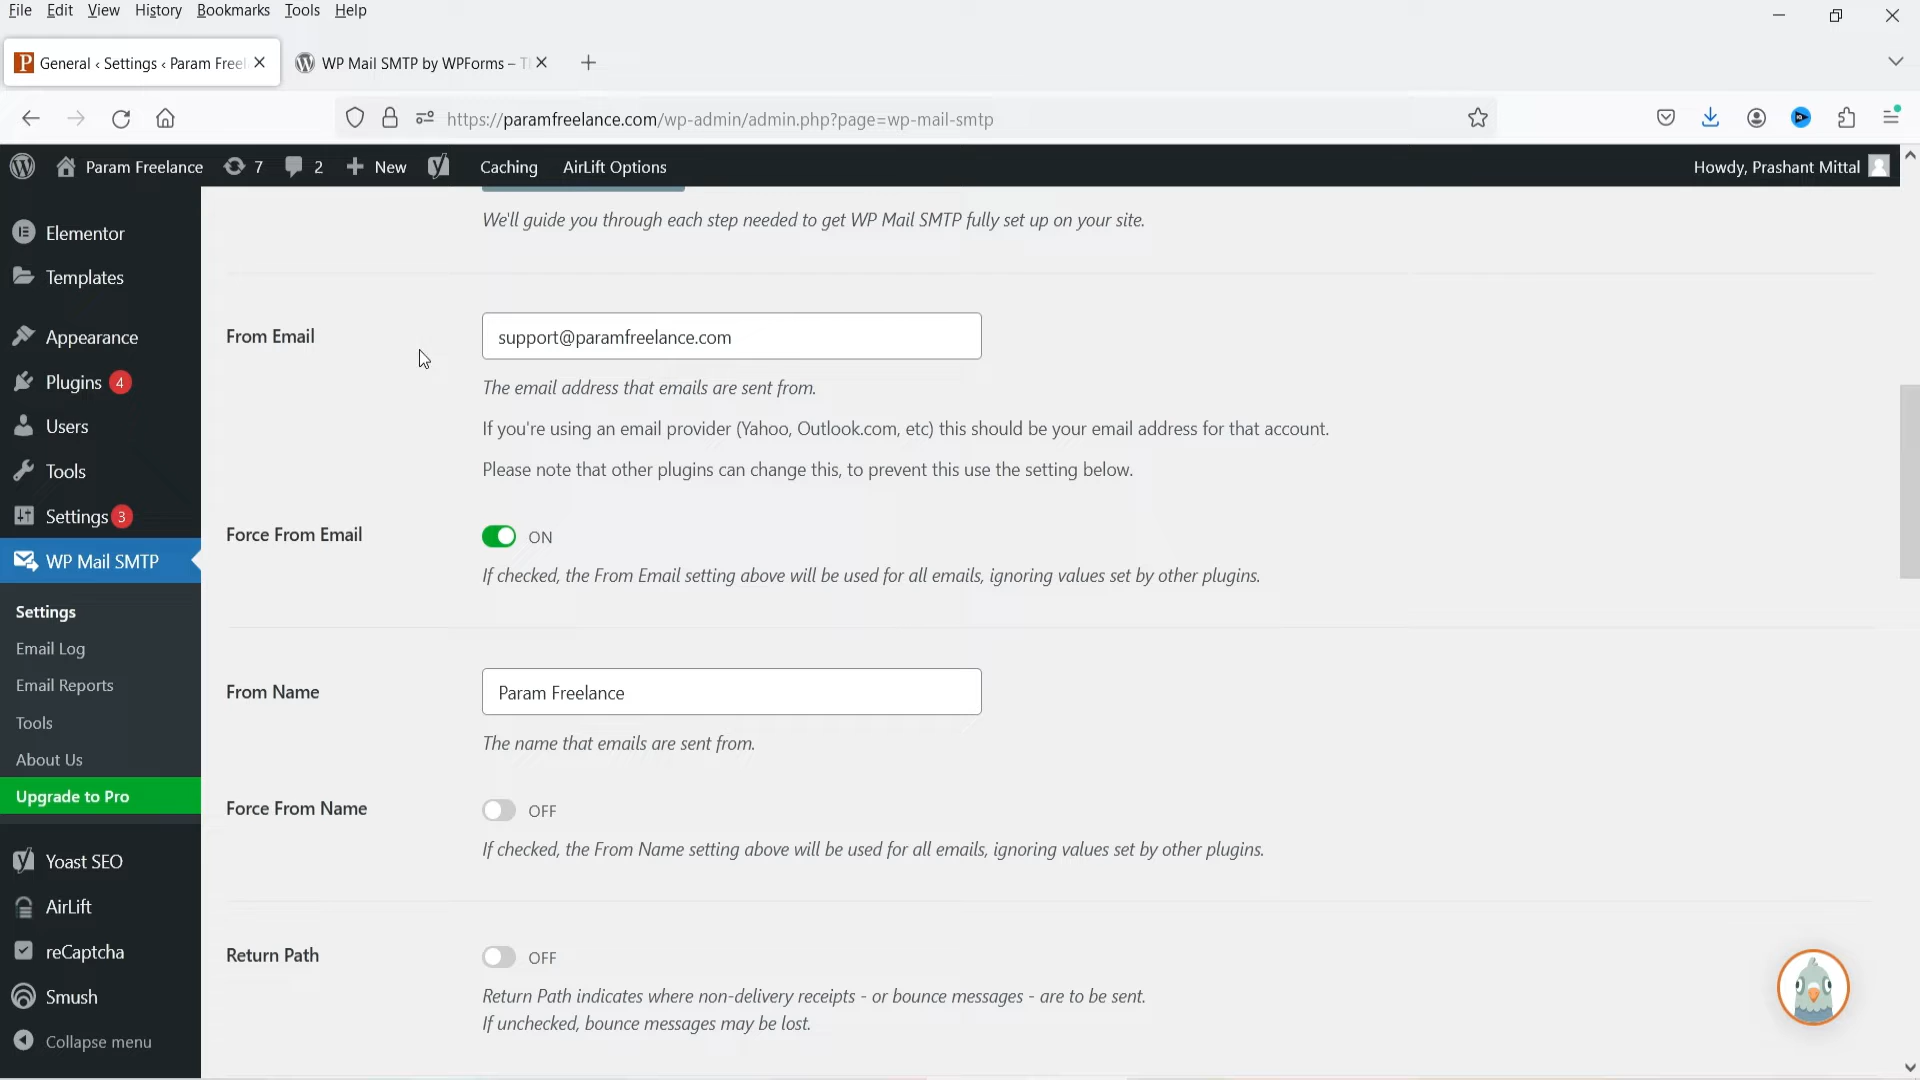 File Edit View History Bookmarks Tools Help
General ‹ Settings ‹ Param Freel
WP Mail SMTP by WPForms –
https://paramfreelance.com/wp-admin/admin.php?page=wp-mail-smtp
Param Freelance 7 2 New Caching AirLift Options Howdy, Prashant Mittal
We'll guide you through each step needed to get WP Mail SMTP fully set up on your site.
Elementor
Templates
Appearance
Plugins 4
Users
Tools
Settings 3
WP Mail SMTP
Settings
Email Log
Email Reports
Tools
About Us
Upgrade to Pro
Yoast SEO
AirLift
reCaptcha
Smush
Collapse menu
From Email
support@paramfreelance.com
The email address that emails are sent from.
If you're using an email provider (Yahoo, Outlook.com, etc) this should be your email address for that account.
Please note that other plugins can change this, to prevent this use the setting below.
Force From Email
ON
If checked, the From Email setting above will be used for all emails, ignoring values set by other plugins.
From Name
Param Freelance
The name that emails are sent from.
Force From Name
OFF
If checked, the From Name setting above will be used for all emails, ignoring values set by other plugins.
Return Path
OFF
Return Path indicates where non-delivery receipts - or bounce messages - are to be sent.
If unchecked, bounce messages may be lost.